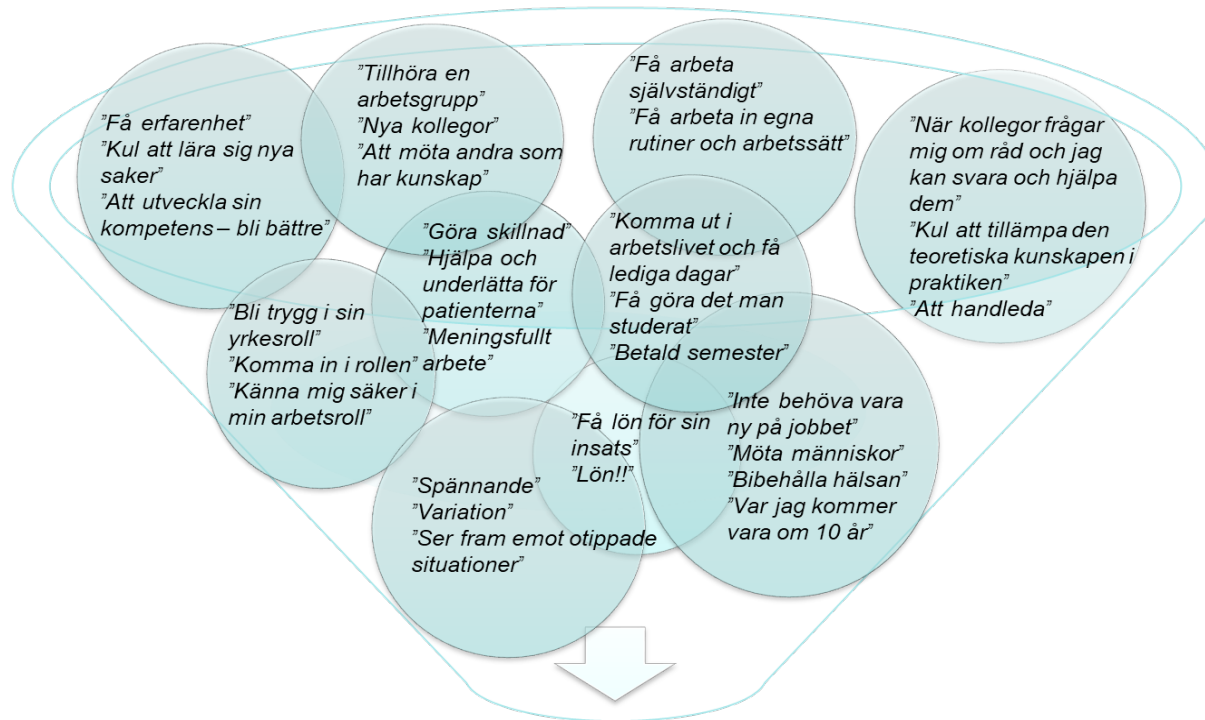 ”Få erfarenhet”
”Kul att lära sig nya
saker”
”Att utveckla sin
kompetens – bli bättre”
”Tillhöra en
arbetsgrupp”
”Nya kollegor”
”Att möta andra som
har kunskap”
”Få arbeta
självständigt”
”Få arbeta in egna
rutiner och arbetssätt”
”När kollegor frågar
mig om råd och jag
kan svara och hjälpa
dem”
”Kul att tillämpa den
teoretiska kunskapen i
praktiken”
”Att handleda”
”Göra skillnad”
”Hjälpa och
underlätta för
patienterna”
”Meningsfullt
arbete”
”Komma ut i
arbetslivet och få
lediga dagar”
”Få göra det man
studerat”
”Betald semester”
”Bli trygg i sin
yrkesroll”
”Komma in i rollen”
”Känna mig säker i
min arbetsroll”
”Få lön för sin
insats”
”Lön!!”
”Inte behöva vara
ny på jobbet”
”Möta människor”
”Bibehålla hälsan”
”Var jag kommer
vara om 10 år”
”Spännande”
”Variation”
”Ser fram emot otippade
situationer”